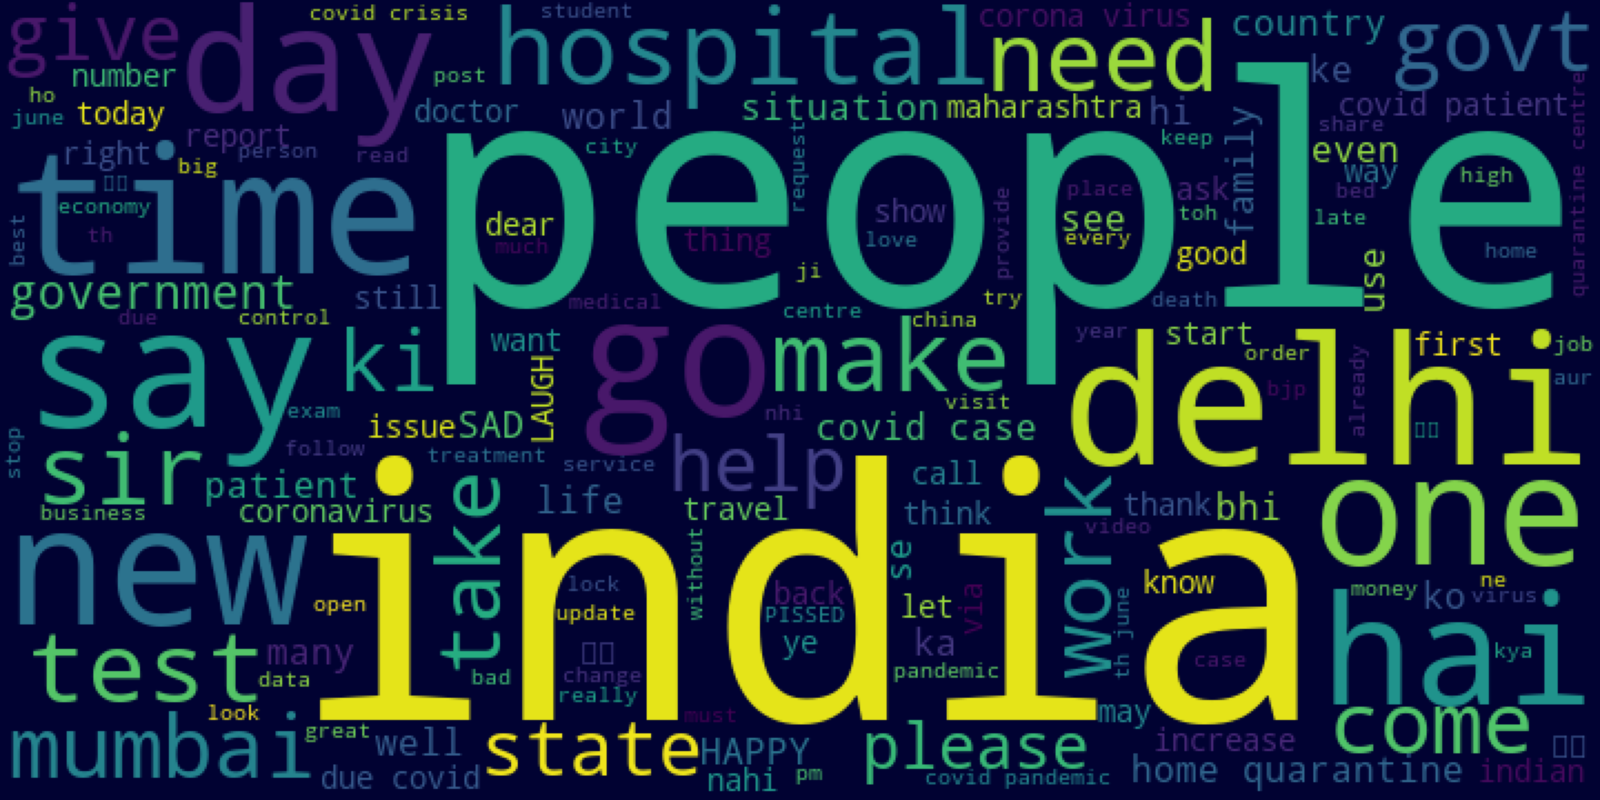 covid crisis
student
corona virus
country
give
day
hospital
need
govt
number
post
ke
ho
today
doctor
world
situation
maharashtra
hi
covid patient
june
report
right
person
read
city
request
family
keep
share
even
way
quarantine centre
big
time
people
economy
th
best
dear
much
thing
show
love
place
see
every
ask
toh
bed
high
late
good
home
ji
provide
government
still
medical
centre
try
death
use
due
control
china
year
start
say
ki
want
go
make
delhi
order
first
job
LAUGH
exam
nhi
visit
bjp
already
aur
issue
SAD
covid case
stop
follow
treatment
service
help
call
sir
patient
business
coronavirus
life
travel
think
work
thank
bhi
video
one
new
take
india
without
se
know
lock
back
via
th june
money
ne
ko
virus
open
update
PISSED
let
hai
test
many
ye
ka
kya
data
bad
change
really
pandemic
case
look
must
may
come
mumbai
great
well
state
HAPPY
please
increase
due covid
nahi
pm
covid pandemic
home quarantine
indian